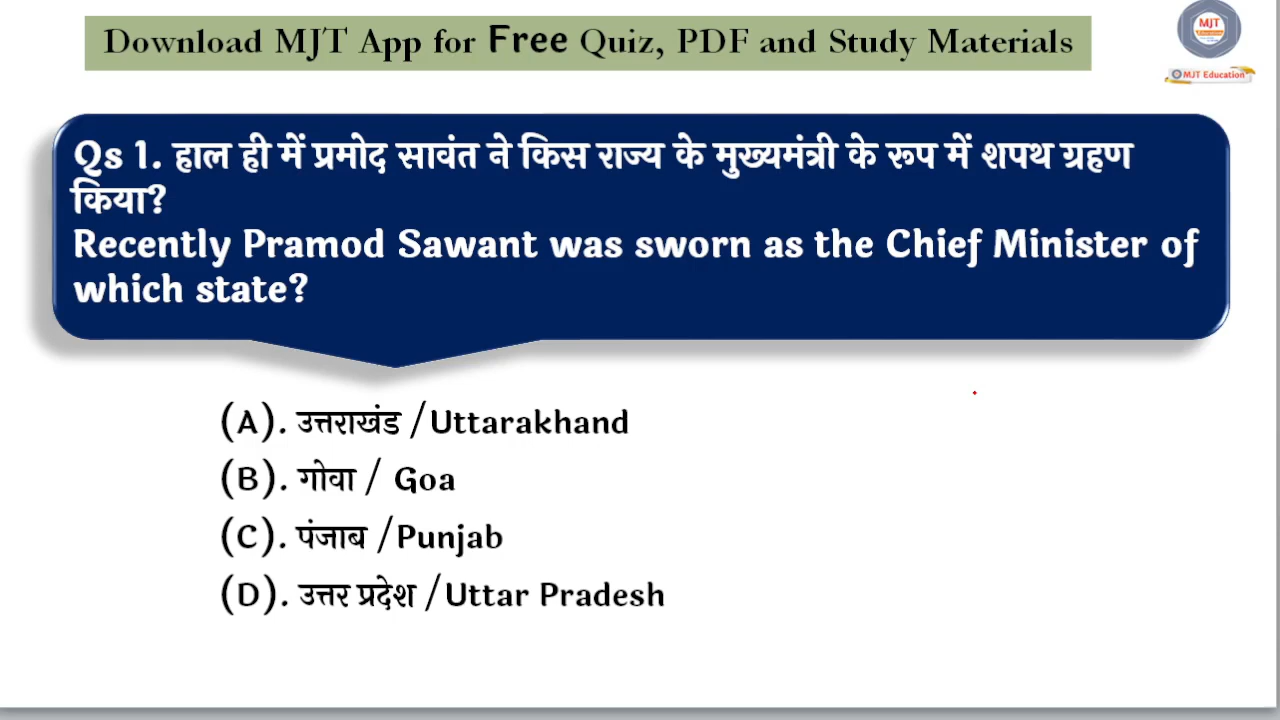 Download MJT App for Free Quiz, PDF and Study Materials
MJT
MJT Education
Qs 1. हाल ही में प्रमोद सावंत ने किस राज्य के मुख्यमंत्री के रूप में शपथ ग्रहण
किया?
Recently Pramod Sawant was sworn as the Chief Minister of
which state?
(A). उत्तराखंड /Uttarakhand
(B). गोवा / Goa
(C). पंजाब /Punjab
(D). उत्तर प्रदेश /Uttar Pradesh